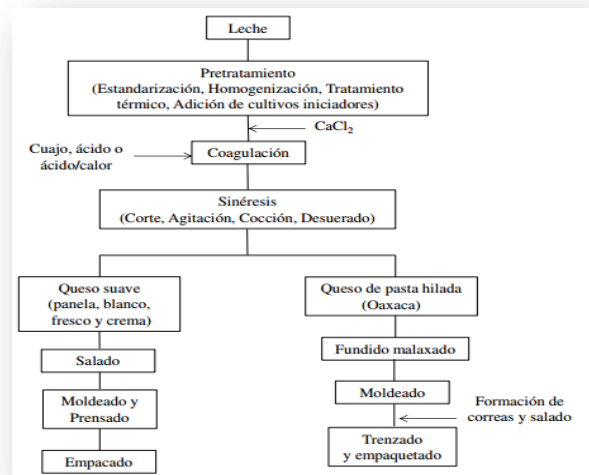 Leche
Pretratamiento
(Estandarización, Homogenización, Tratamiento
térmico, Adición de cultivos iniciadores)
CaCl₂
Cuajo, ácido o
ácido/calor
Coagulación
Sinéresis
(Corte, Agitación, Cocción, Desuerado)
Queso suave
(panela, blanco,
fresco y crema)
Salado
Moldeado y
Prensado
Empacado
Queso de pasta hilada
(Oaxaca)
Fundido malaxado
Moldeado
Formación de
correas y salado
Trenzado
y empaquetado